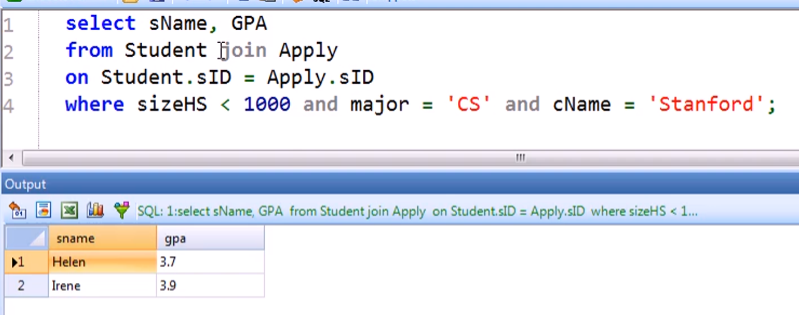 1 select sName, GPA
2 from Student join Apply
3 on Student.sID = Apply.sID
4 where sizeHS < 1000 and major = 'CS' and cName = 'Stanford';
Output
SQL: 1:select sName, GPA from Student join Apply on Student.sID = Apply.sID where sizeHS < 1...
sname gpa
1 Helen 3.7
2 Irene 3.9